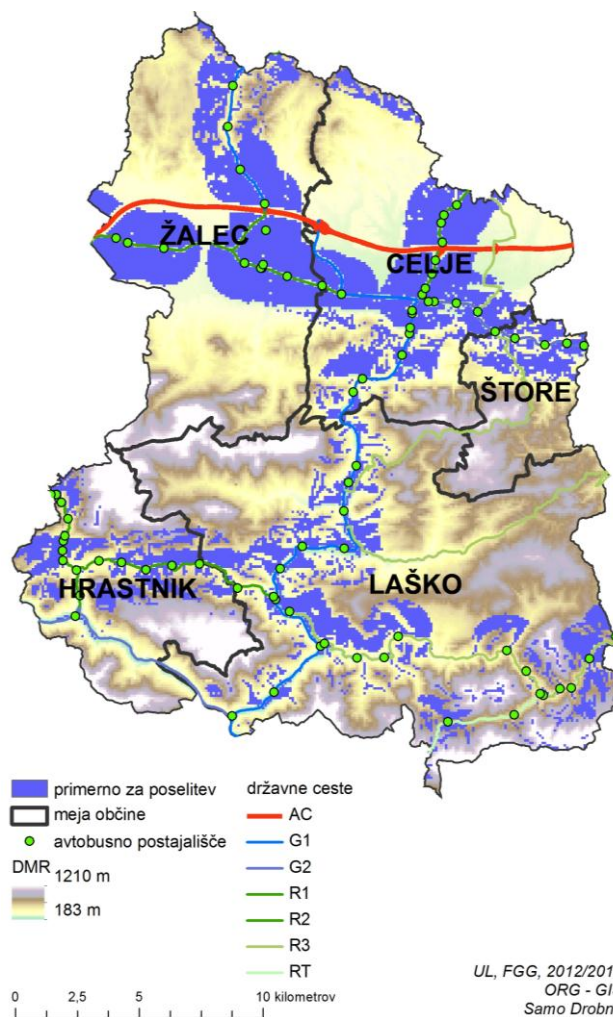 ŽALEC
CELJE
ŠTORE
HRASTNIK
LAŠKO
primerno za poselitev
meja občine
avtobusno postajališče
DMR
1210 m
183 m
državne ceste
AC
G1
G2
R1
R2
R3
RT
0 2,5 5 10 kilometrov
UL, FGG, 2012/201
ORG - GI
Samo Drobn